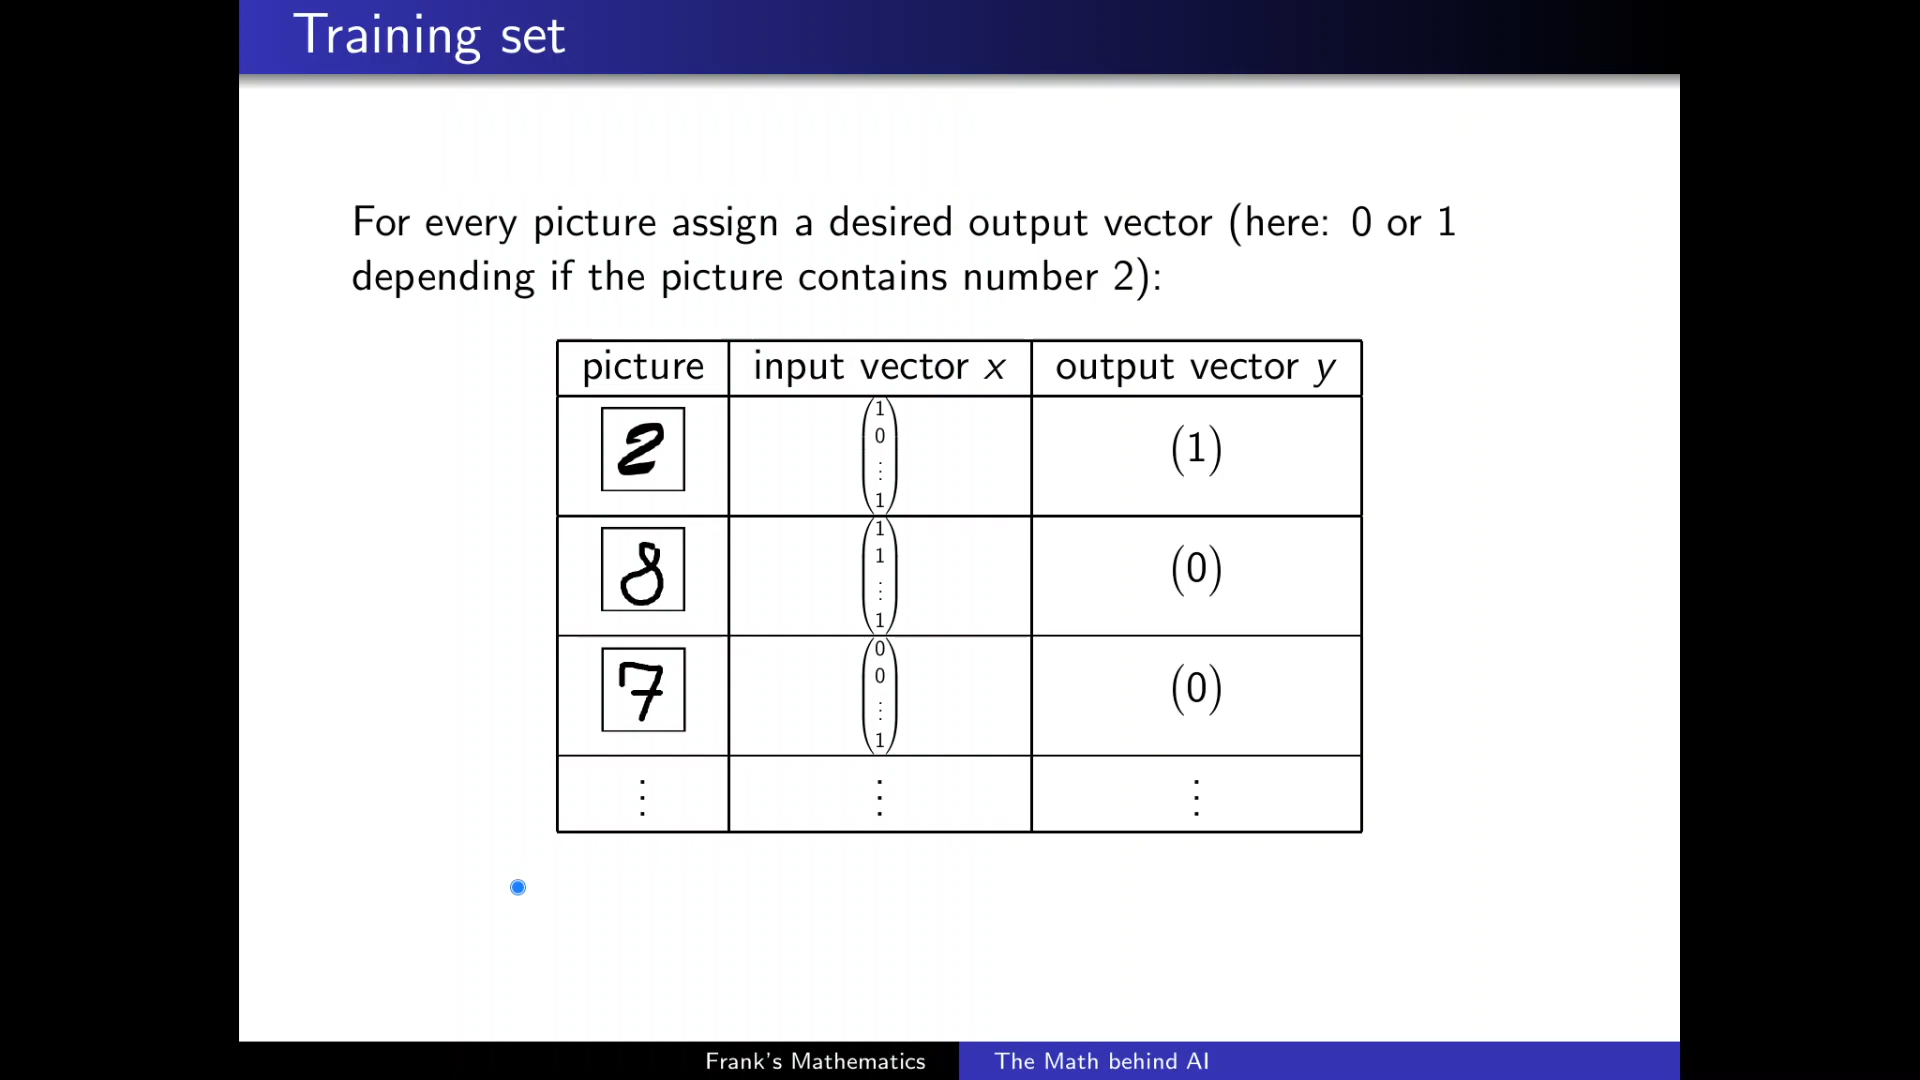 Training set
For every picture assign a desired output vector (here: 0 or 1
depending if the picture contains number 2):
picture input vector x output vector y
2 (1 0 ⋮ 1) (1)
8 (1 1 ⋮ 1) (0)
7 (0 0 ⋮ 1) (0)
⋮ ⋮ ⋮
Frank's Mathematics The Math behind AI